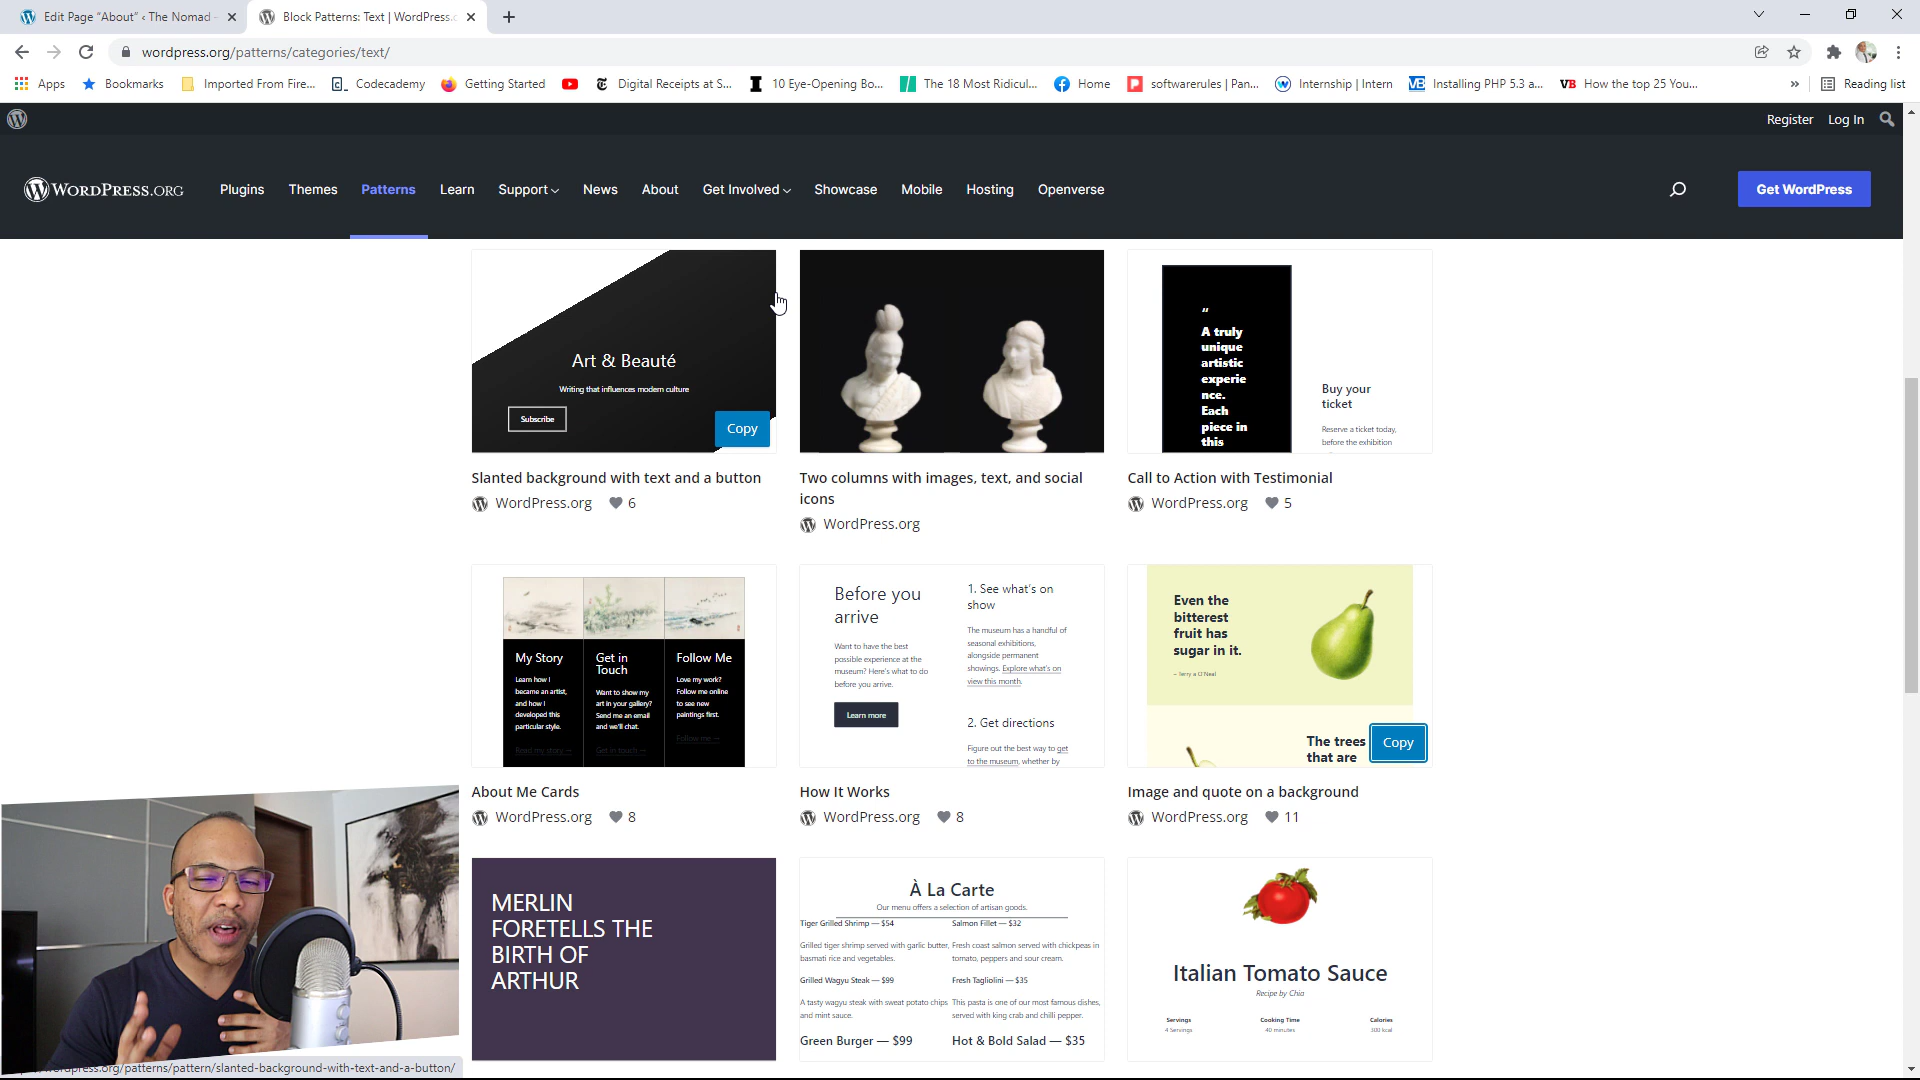 Edit Page “About” ‹ The Nomad -
Block Patterns: Text | WordPress.c
wordpress.org/patterns/categories/text/
Apps
Bookmarks
Imported From Fire...
Codecademy
Getting Started
Digital Receipts at S...
10 Eye-Opening Bo...
The 18 Most Ridicul...
Home
softwarerules | Pan...
Internship | Intern
Installing PHP 5.3 a...
VB How the top 25 You...
»
Reading list
Register
Log In
WORDPRESS.ORG
Plugins
Themes
Patterns
Learn
Support
News
About
Get Involved
Showcase
Mobile
Hosting
Openverse
Get WordPress
Art & Beauté
Writing that influences modern culture
Subscribe
Copy
Slanted background with text and a button
WordPress.org 6
Two columns with images, text, and social
icons
WordPress.org
“
A truly
unique
artistic
experie
nce.
Each
piece in
this
Buy your
ticket
Reserve a ticket today,
before the exhibition
Call to Action with Testimonial
WordPress.org 5
My Story
Learn how I
became an artist,
and how I
developed this
particular style.
Read my story →
Get in
Touch
Want to show my
art in your gallery?
Send me an email
and we'll chat.
Get in touch →
Follow Me
Love my work?
Follow me online
to see new
paintings first.
Follow me →
About Me Cards
WordPress.org 8
Before you
arrive
Want to have the best
possible experience at the
museum? Here's what to do
before you arrive.
Learn more
1. See what's on
show
The museum has a handful of
seasonal exhibitions,
alongside permanent
showings. Explore what's on
view this month.
2. Get directions
Figure out the best way to get
to the museum, whether by
How It Works
WordPress.org 8
Even the
bitterest
fruit has
sugar in it.
– Terry a O'Neal
The trees
that are
Copy
Image and quote on a background
WordPress.org 11
MERLIN
FORETELLS THE
BIRTH OF
ARTHUR
À La Carte
Our menu offers a selection of artisan goods.
Tiger Grilled Shrimp — $54
Grilled tiger shrimp served with garlic butter,
basmati rice and vegetables.
Grilled Wagyu Steak — $99
A tasty wagyu steak with sweet potato chips
and mint sauce.
Green Burger — $99
Salmon Fillet — $32
Fresh coast salmon served with chickpeas in
tomato, peppers and sour cream.
Fresh Tagliolini — $35
This pasta is one of our most famous dishes,
served with king crab and chilli pepper.
Hot & Bold Salad — $35
Italian Tomato Sauce
Recipe by Chia
Servings
4 Servings
Cooking Time
40 minutes
Calories
300 kcal
wordpress.org/patterns/pattern/slanted-background-with-text-and-a-button/